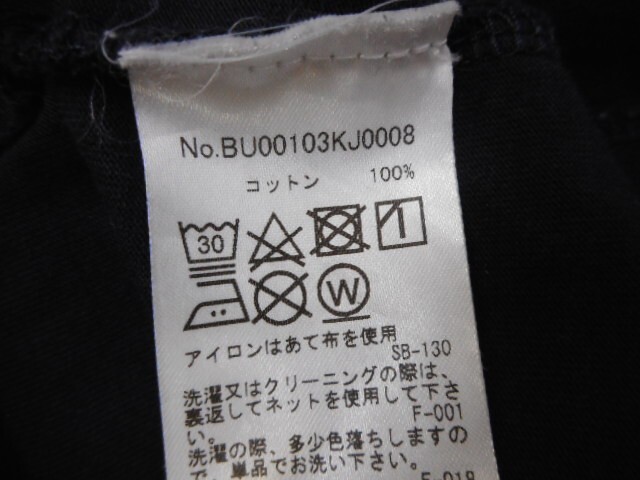 No.BU00103KJ0008
コットン 100%
30
W
アイロンはあて布を使用
SB-130
洗濯又はクリーニングの際は、
裏返してネットを使用して下さ
い。
F-001
洗濯の際、多少色落ちしますの
で、単品でお洗い下さい。
F-018